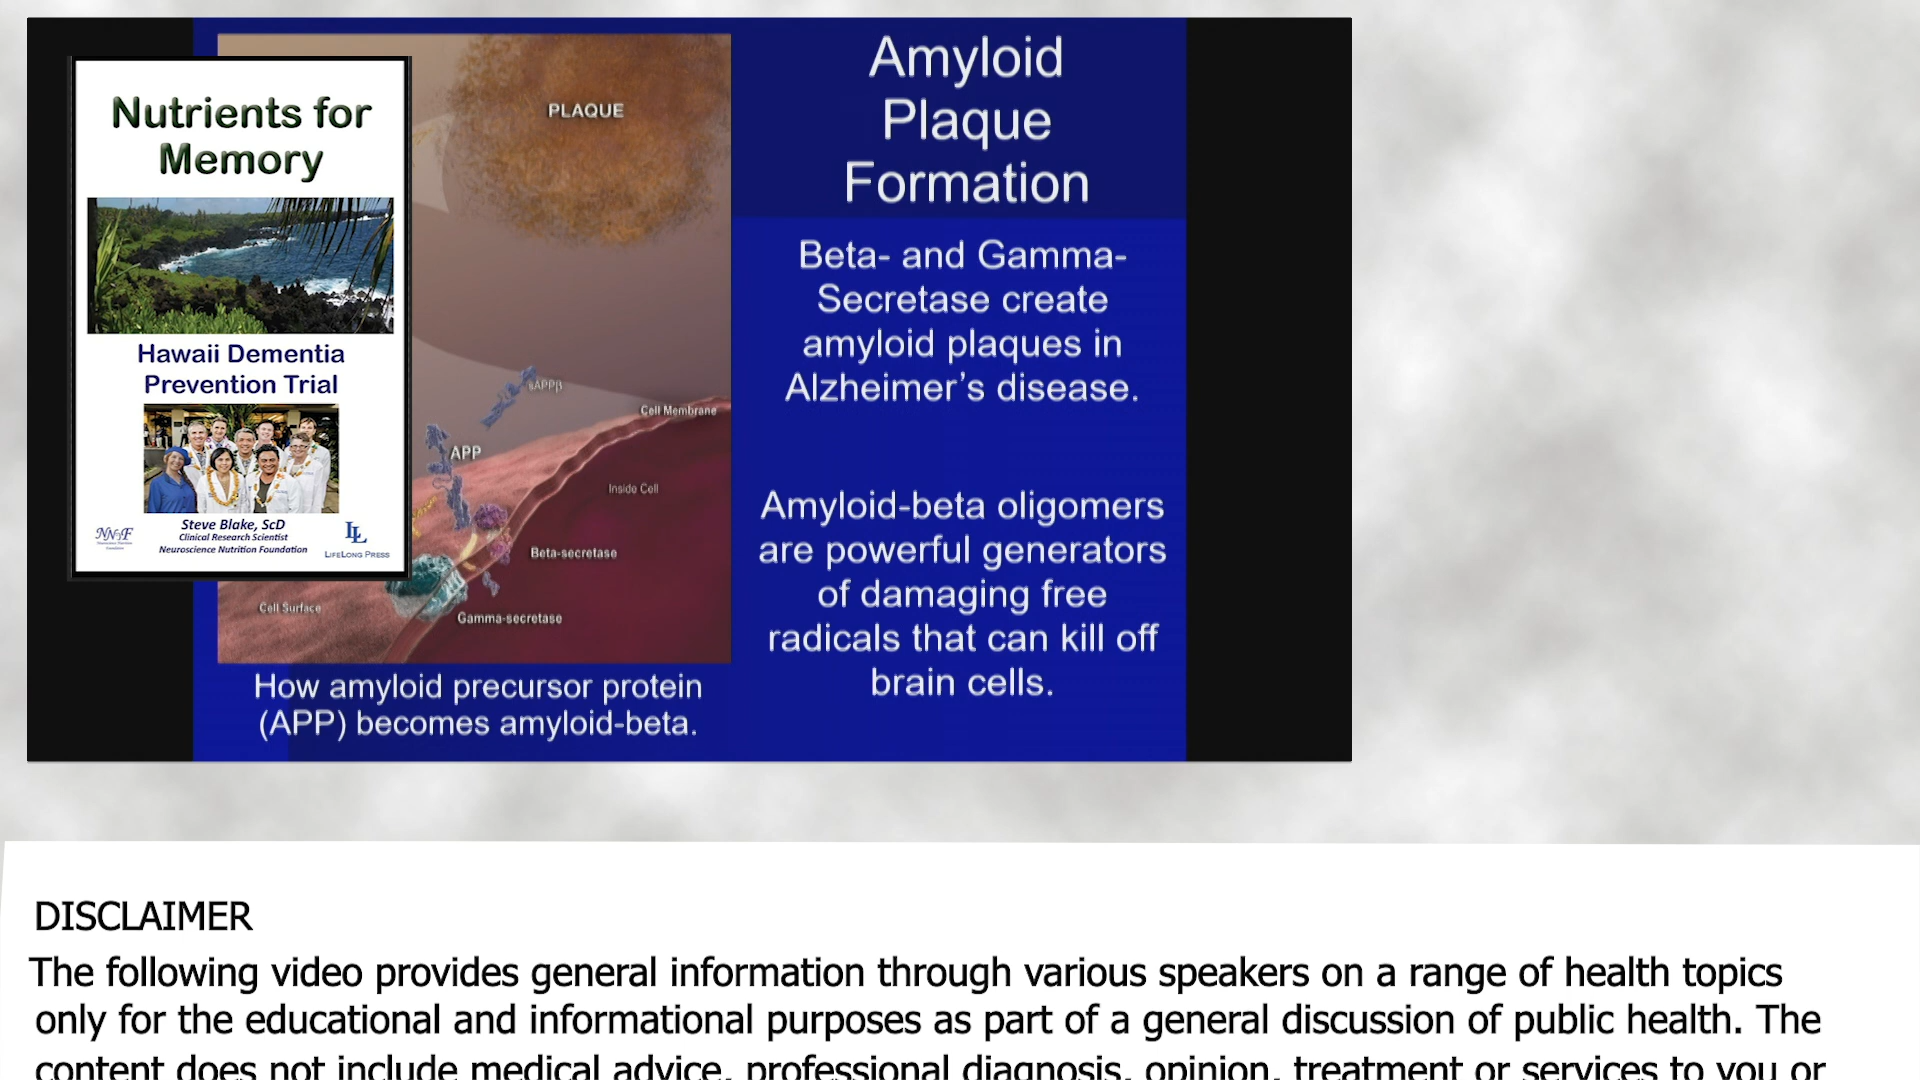 Nutrients for
Memory
Hawaii Dementia
Prevention Trial
Steve Blake, ScD
Clinical Research Scientist
Neuroscience Nutrition Foundation
NNF
Neuroscience Nutrition
Foundation
LL
LIFELONG PRESS
PLAQUE
sAPPβ
Cell Membrane
APP
Inside Cell
Beta-secretase
Cell Surface
Gamma-secretase
How amyloid precursor protein
(APP) becomes amyloid-beta.
Amyloid
Plaque
Formation
Beta- and Gamma-
Secretase create
amyloid plaques in
Alzheimer’s disease.
Amyloid-beta oligomers
are powerful generators
of damaging free
radicals that can kill off
brain cells.
DISCLAIMER
The following video provides general information through various speakers on a range of health topics
only for the educational and informational purposes as part of a general discussion of public health. The
content does not include medical advice, professional diagnosis, opinion, treatment or services to you or